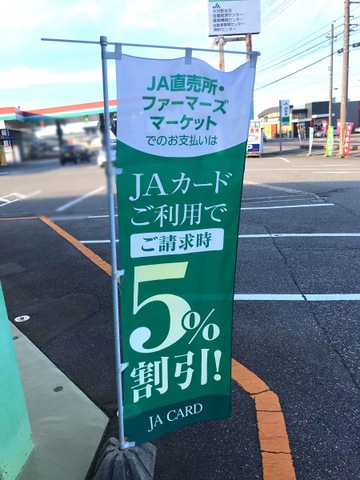 JA直売所・
ファーマーズ
マーケット
でのお支払いは
JAカード
ご利用で
ご請求時
5%
割引!
JA CARD
JA